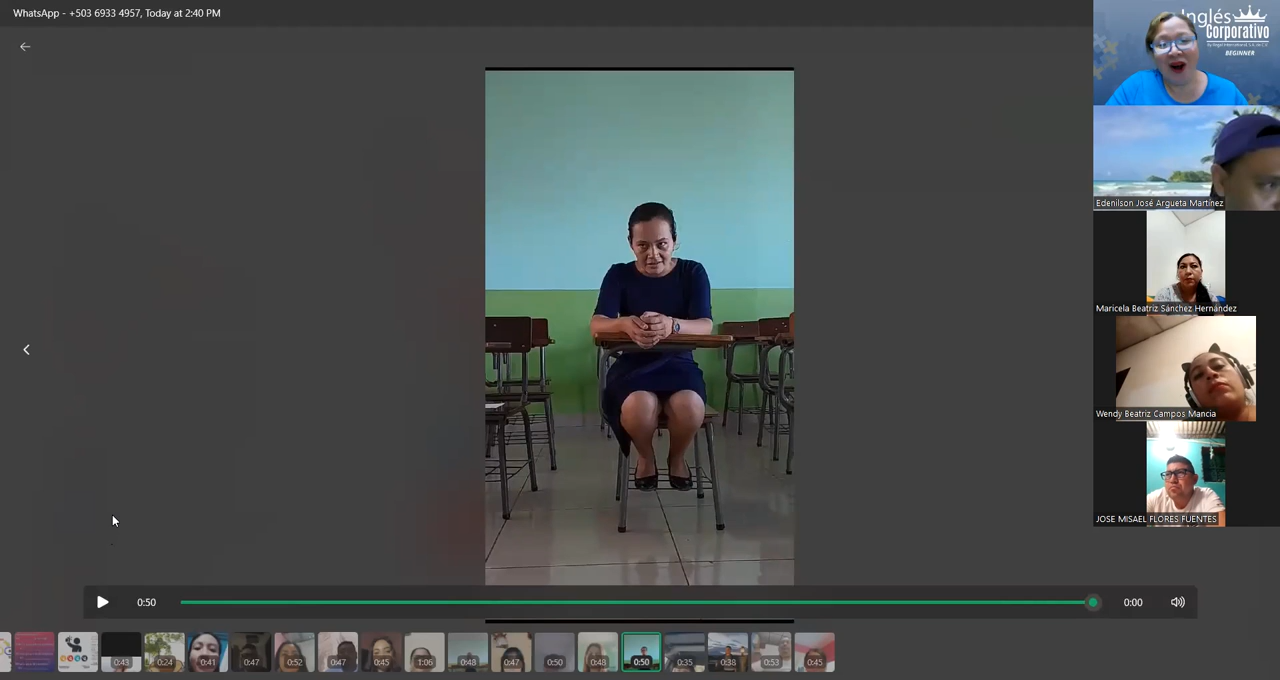 WhatsApp - +503 6933 4957, Today at 2:40 PM
Inglés
Corporativo
BEGINNER
Edenilson José Argueta Martínez
Maricela Beatriz Sánchez Hernández
Wendy Beatriz Campos Mancia
JOSE MISAEL FLORES FUENTES
0:50
0:00
0:43
0:24
0:41
0:47
0:52
0:47
0:45
1:06
0:48
0:47
0:50
0:48
0:50
0:35
0:38
0:53
0:45